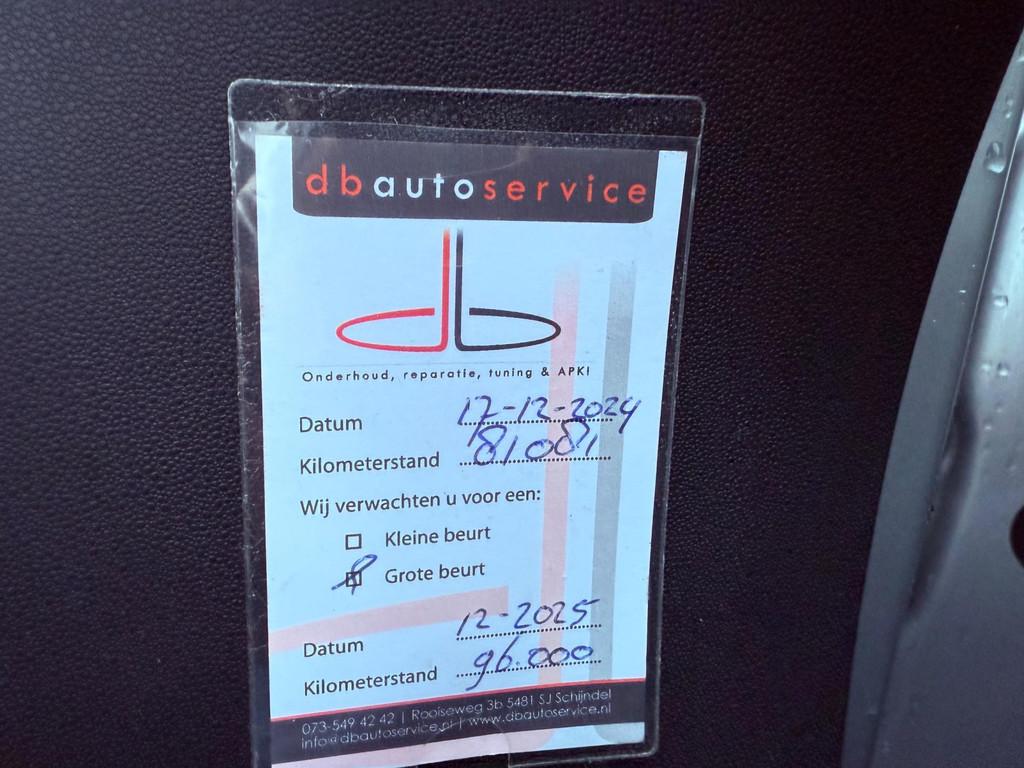 dbautoservice
Onderhoud, reparatie, tuning & APK!
Datum 17-12-2024
Kilometerstand 81081
Wij verwachten u voor een:
Kleine beurt
Grote beurt
Datum 12-2025
Kilometerstand 96.000
073-549 42 42 | Rooiseweg 3b 5481 SJ Schijndel
info@dbautoservice.nl | www.dbautoservice.nl